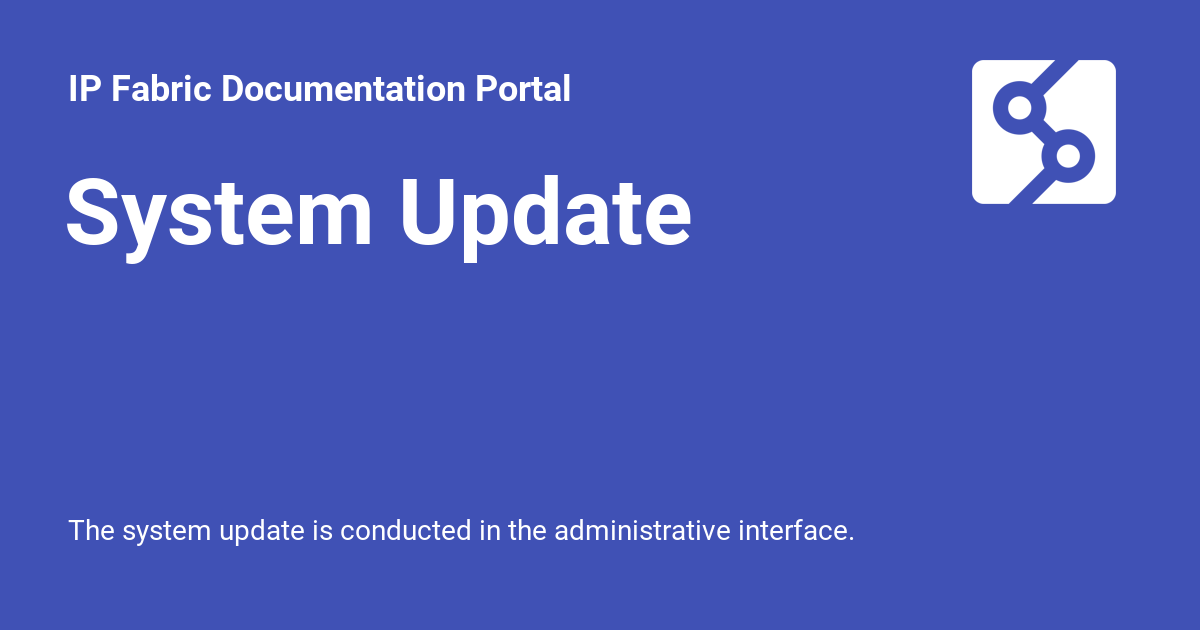 IP Fabric Documentation Portal
System Update
The system update is conducted in the administrative interface.